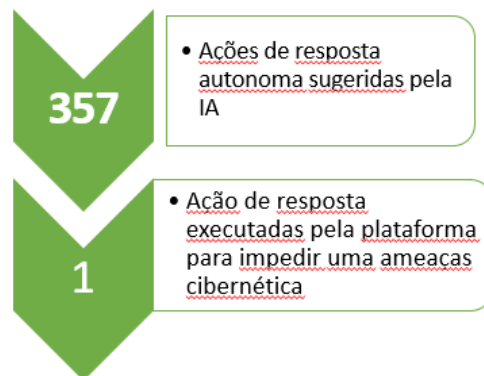 357
• Ações de resposta
autonoma sugeridas pela
IA
1
• Ação de resposta
executadas pela plataforma
para impedir uma ameaças
cibernética